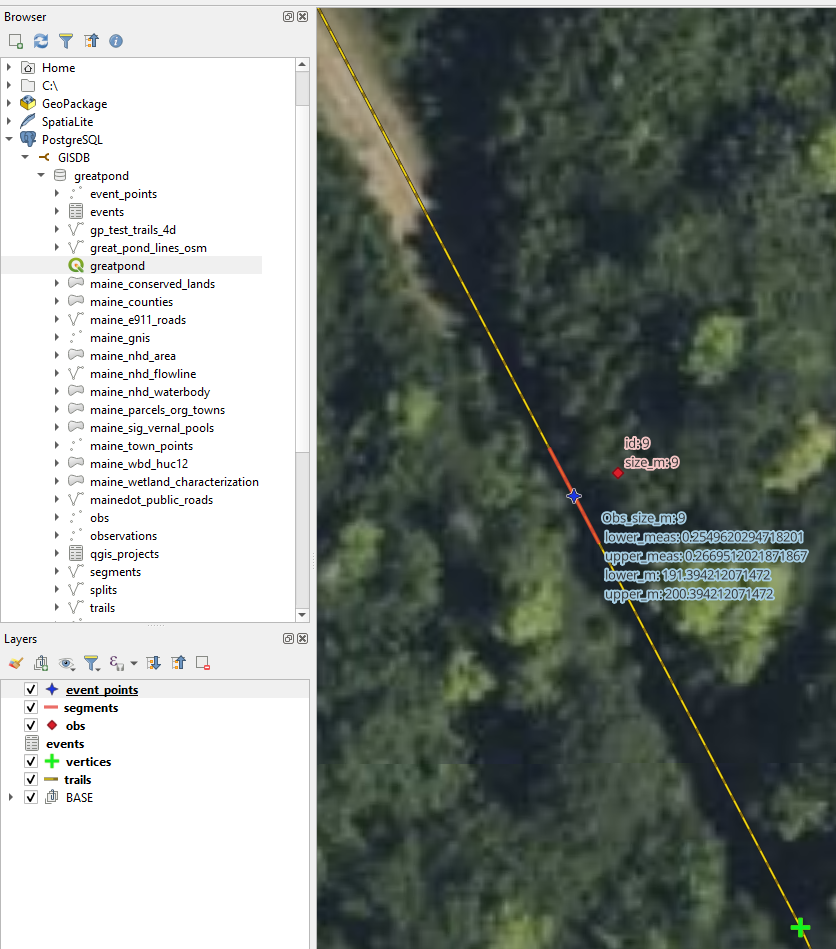 Browser
Home
C:\
GeoPackage
SpatiaLite
PostgreSQL
GISDB
greatpond
event_points
events
gp_test_trails_4d
great_pond_lines_osm
greatpond
maine_conserved_lands
maine_counties
maine_e911_roads
maine_gnis
maine_nhd_area
maine_nhd_flowline
maine_nhd_waterbody
maine_parcels_org_towns
maine_sig_vernal_pools
maine_town_points
maine_wbd_huc12
maine_wetland_characterization
mainedot_public_roads
obs
observations
qgis_projects
segments
splits
trails
Layers
event_points
segments
obs
events
vertices
trails
BASE
id: 9
size_m: 9
Obs_size_m: 9
lower_meas: 0.2549620294718201
upper_meas: 0.2669512021871867
lower_m: 191.394212071472
upper_m: 200.394212071472